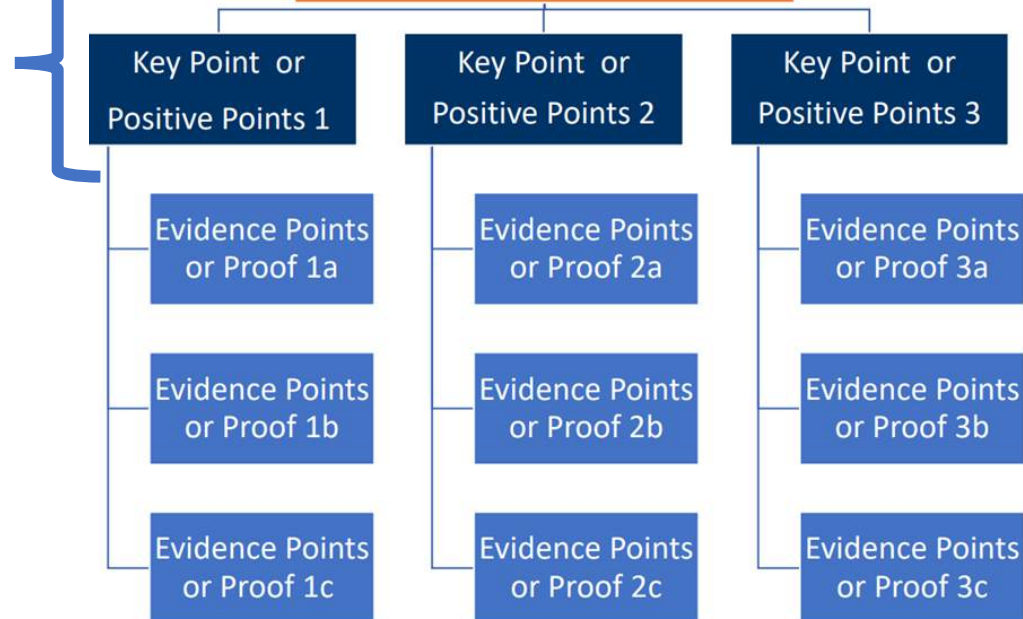 Key Point or
Positive Points 1
Key Point or
Positive Points 2
Key Point or
Positive Points 3
Evidence Points
or Proof 1a
Evidence Points
or Proof 2a
Evidence Points
or Proof 3a
Evidence Points
or Proof 1b
Evidence Points
or Proof 2b
Evidence Points
or Proof 3b
Evidence Points
or Proof 1c
Evidence Points
or Proof 2c
Evidence Points
or Proof 3c